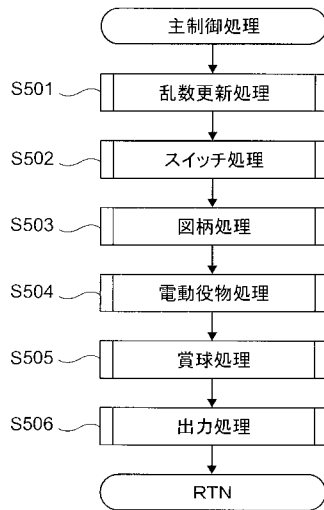 主制御処理
S501 乱数更新処理
S502 スイッチ処理
S503 図柄処理
S504 電動役物処理
S505 賞球処理
S506 出力処理
RTN